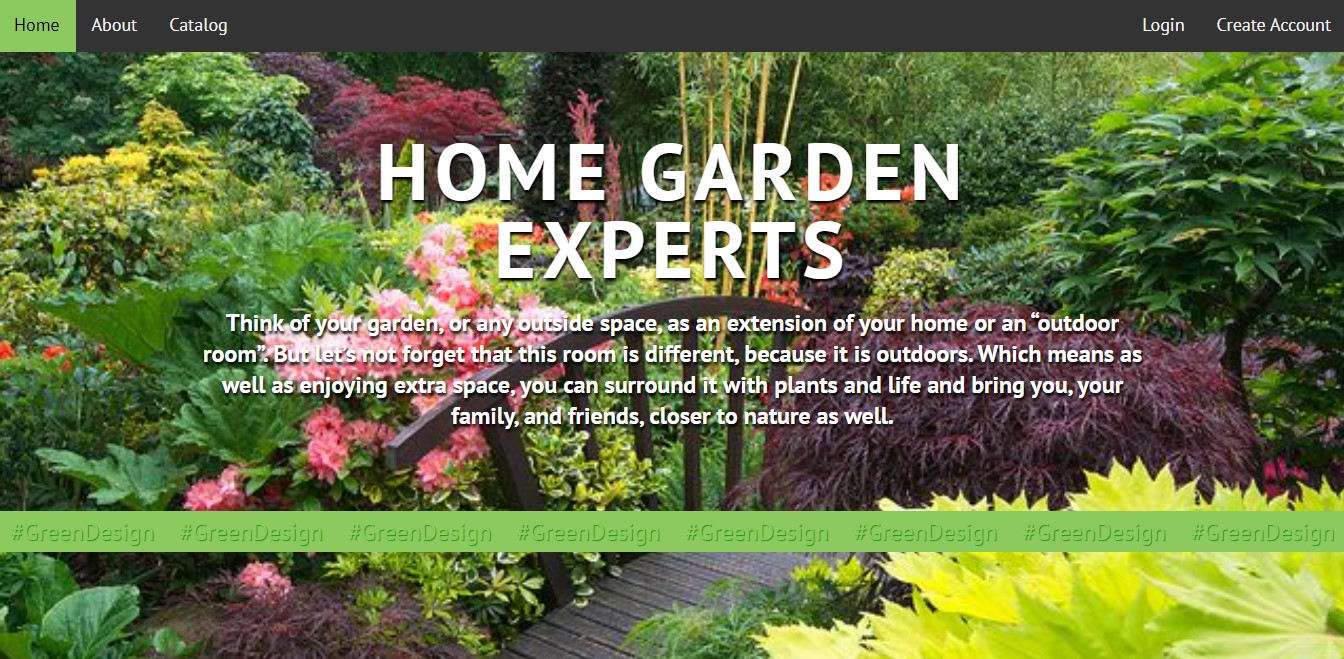 Home About Catalog Login Create Account
HOME GARDEN
EXPERTS
Think of your garden, or any outside space, as an extension of your home or an “outdoor
room”. But let's not forget that this room is different, because it is outdoors. Which means as
well as enjoying extra space, you can surround it with plants and life and bring you, your
family, and friends, closer to nature as well.
#GreenDesign #GreenDesign #GreenDesign #GreenDesign #GreenDesign #GreenDesign #GreenDesign #GreenDesign